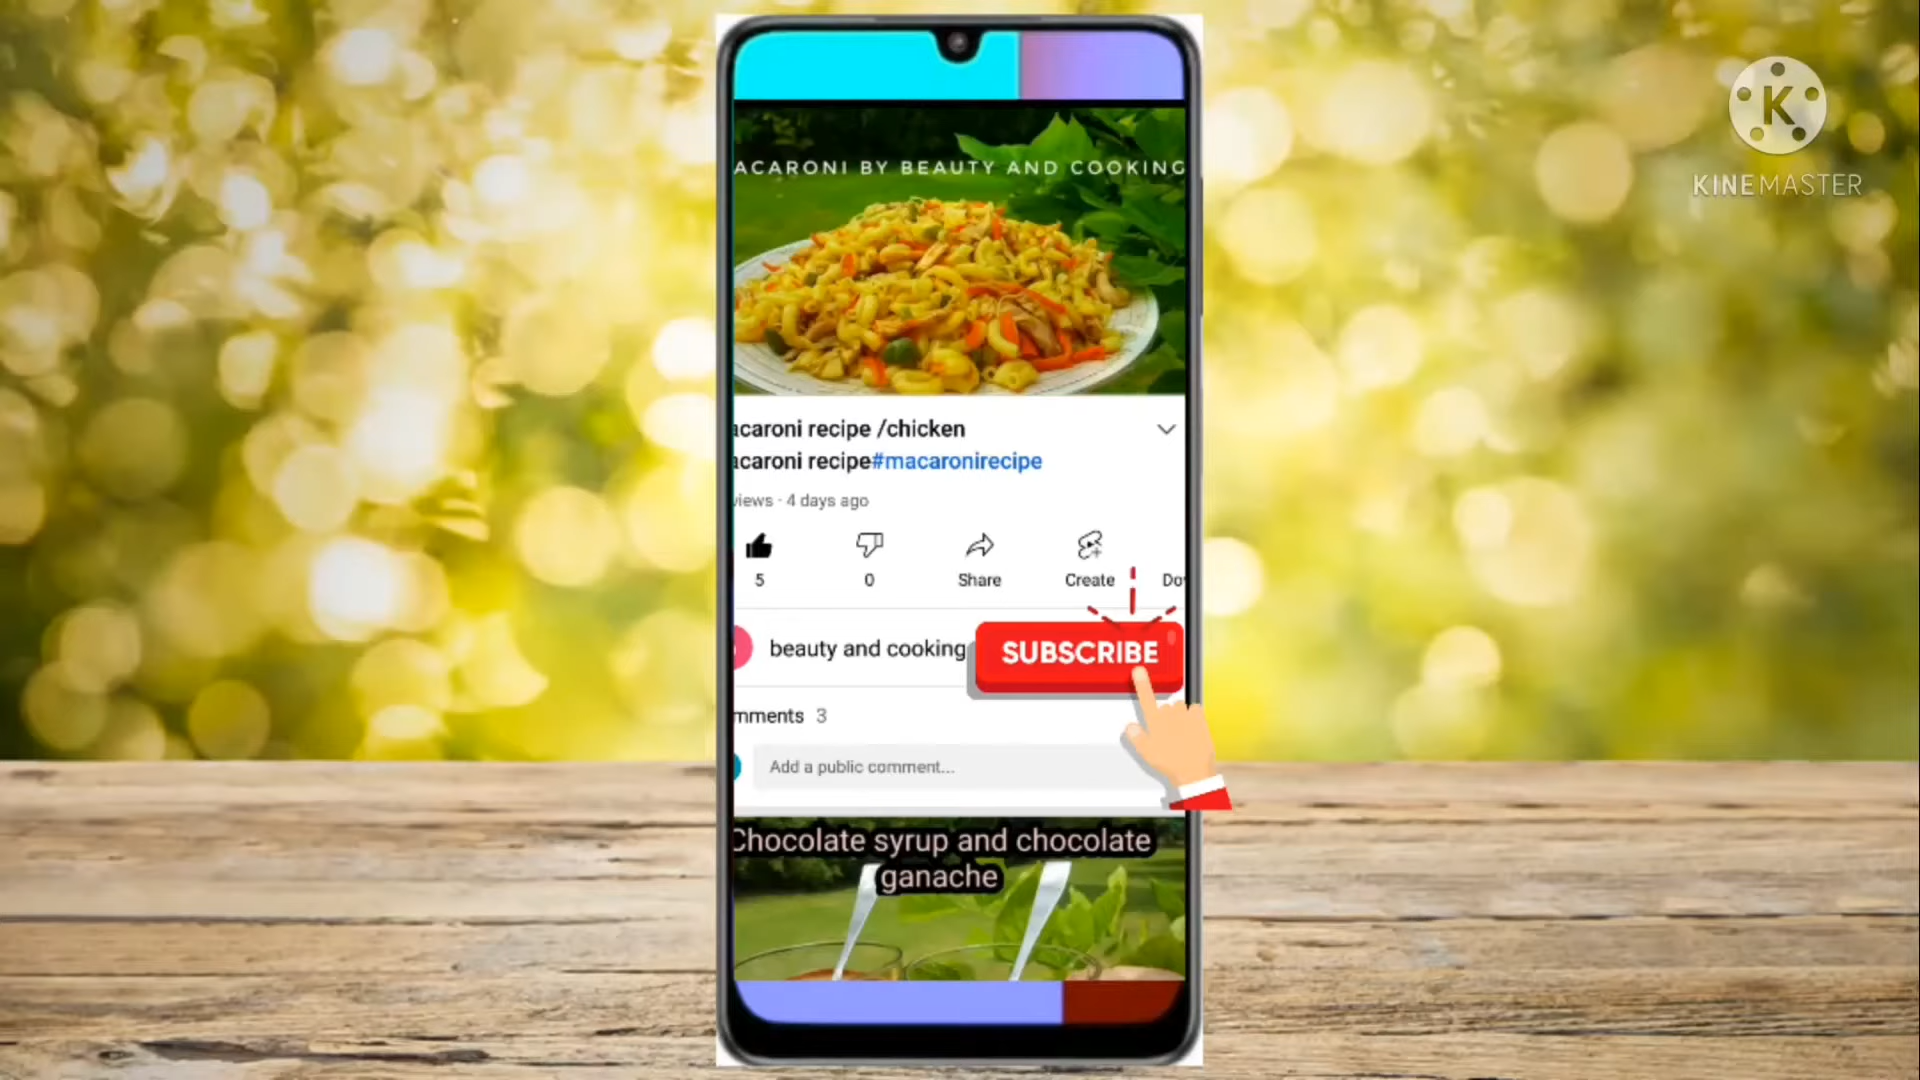 ACARONI BY BEAUTY AND COOKING
K
KINEMASTER
acaroni recipe /chicken
acaroni recipe#macaronirecipe
views · 4 days ago
5
0
Share
Create
Do
beauty and cooking
SUBSCRIBE
mments 3
Add a public comment...
Chocolate syrup and chocolate
ganache